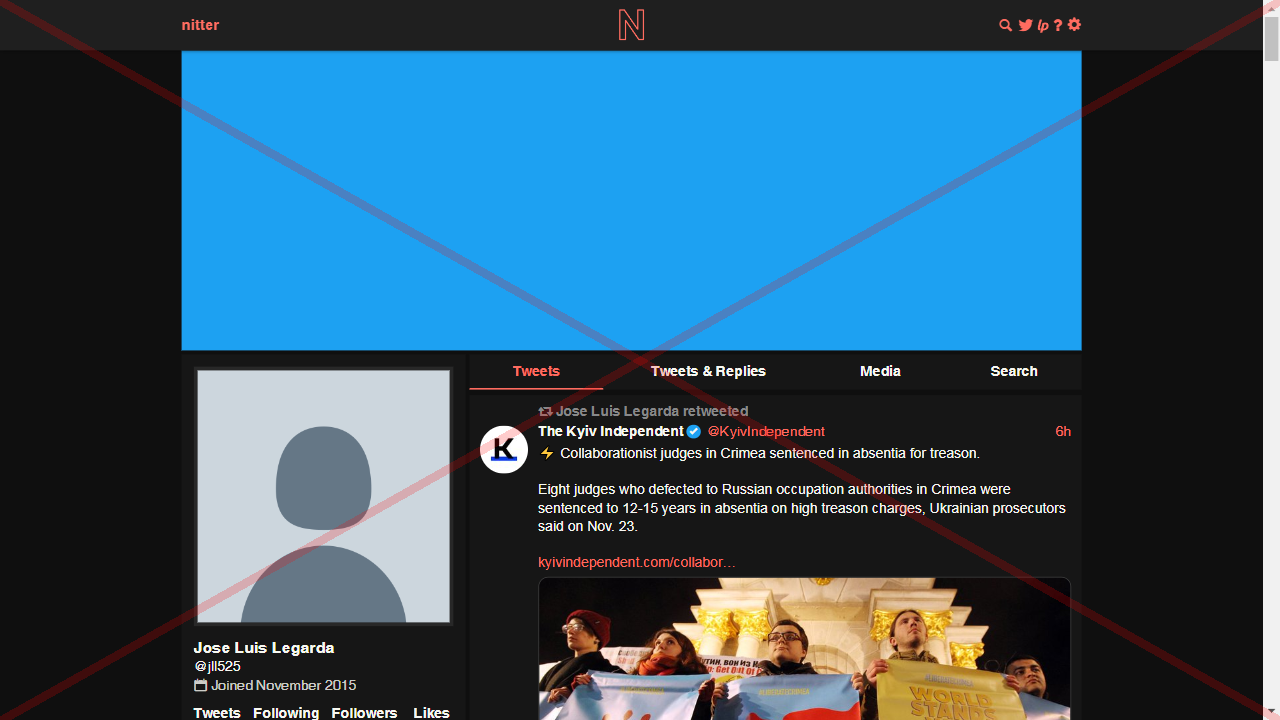 nitter
N
lp ?
Tweets
Tweets & Replies
Media
Search
Jose Luis Legarda retweeted
The Kyiv Independent @KyivIndependent 6h
K
⚡ Collaborationist judges in Crimea sentenced in absentia for treason.
Eight judges who defected to Russian occupation authorities in Crimea were
sentenced to 12-15 years in absentia on high treason charges, Ukrainian prosecutors
said on Nov. 23.
kyivindependent.com/collabor…
WORLD
STANDS
Jose Luis Legarda
@jll525
Joined November 2015
Tweets Following Followers Likes